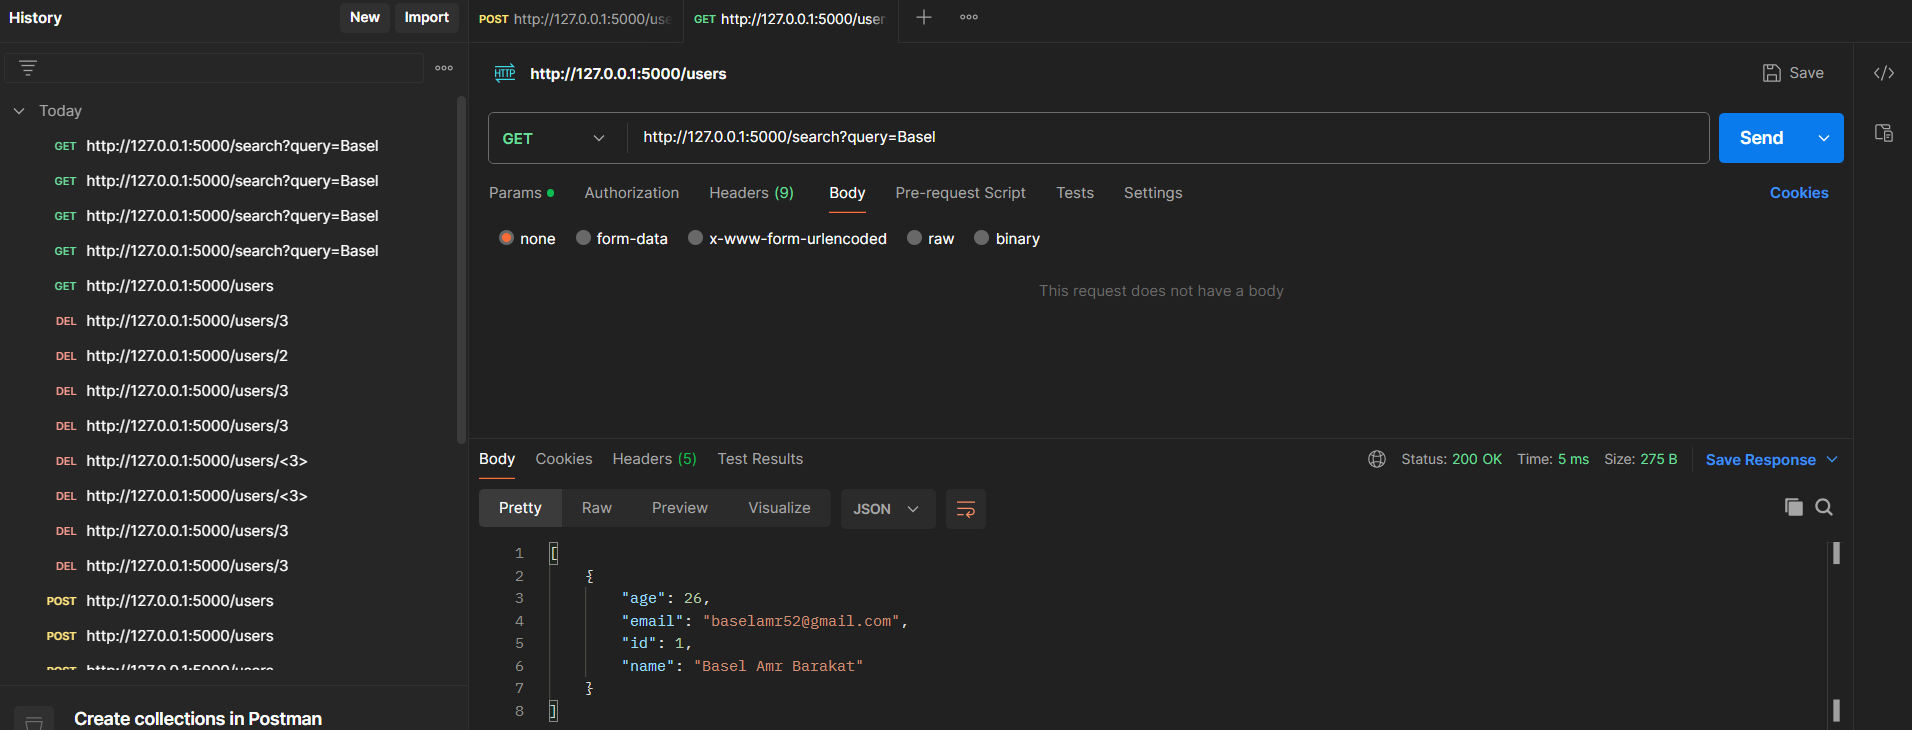 History
New
Import
Today
GET http://127.0.0.1:5000/search?query=Basel
GET http://127.0.0.1:5000/search?query=Basel
GET http://127.0.0.1:5000/search?query=Basel
GET http://127.0.0.1:5000/search?query=Basel
GET http://127.0.0.1:5000/users
DEL http://127.0.0.1:5000/users/3
DEL http://127.0.0.1:5000/users/2
DEL http://127.0.0.1:5000/users/3
DEL http://127.0.0.1:5000/users/3
DEL http://127.0.0.1:5000/users/<3>
DEL http://127.0.0.1:5000/users/<3>
DEL http://127.0.0.1:5000/users/3
DEL http://127.0.0.1:5000/users/3
POST http://127.0.0.1:5000/users
POST http://127.0.0.1:5000/users
POST http://127.0.0.1:5000/users
Create collections in Postman
POST http://127.0.0.1:5000/use
GET http://127.0.0.1:5000/user
HTTP http://127.0.0.1:5000/users
Save
GET http://127.0.0.1:5000/search?query=Basel
Send
Params Authorization Headers (9) Body Pre-request Script Tests Settings Cookies
none form-data x-www-form-urlencoded raw binary
This request does not have a body
Body Cookies Headers (5) Test Results Status: 200 OK Time: 5 ms Size: 275 B Save Response
Pretty Raw Preview Visualize JSON
1 [
2 {
3 "age": 26,
4 "email": "baselamr52@gmail.com",
5 "id": 1,
6 "name": "Basel Amr Barakat"
7 }
8 ]